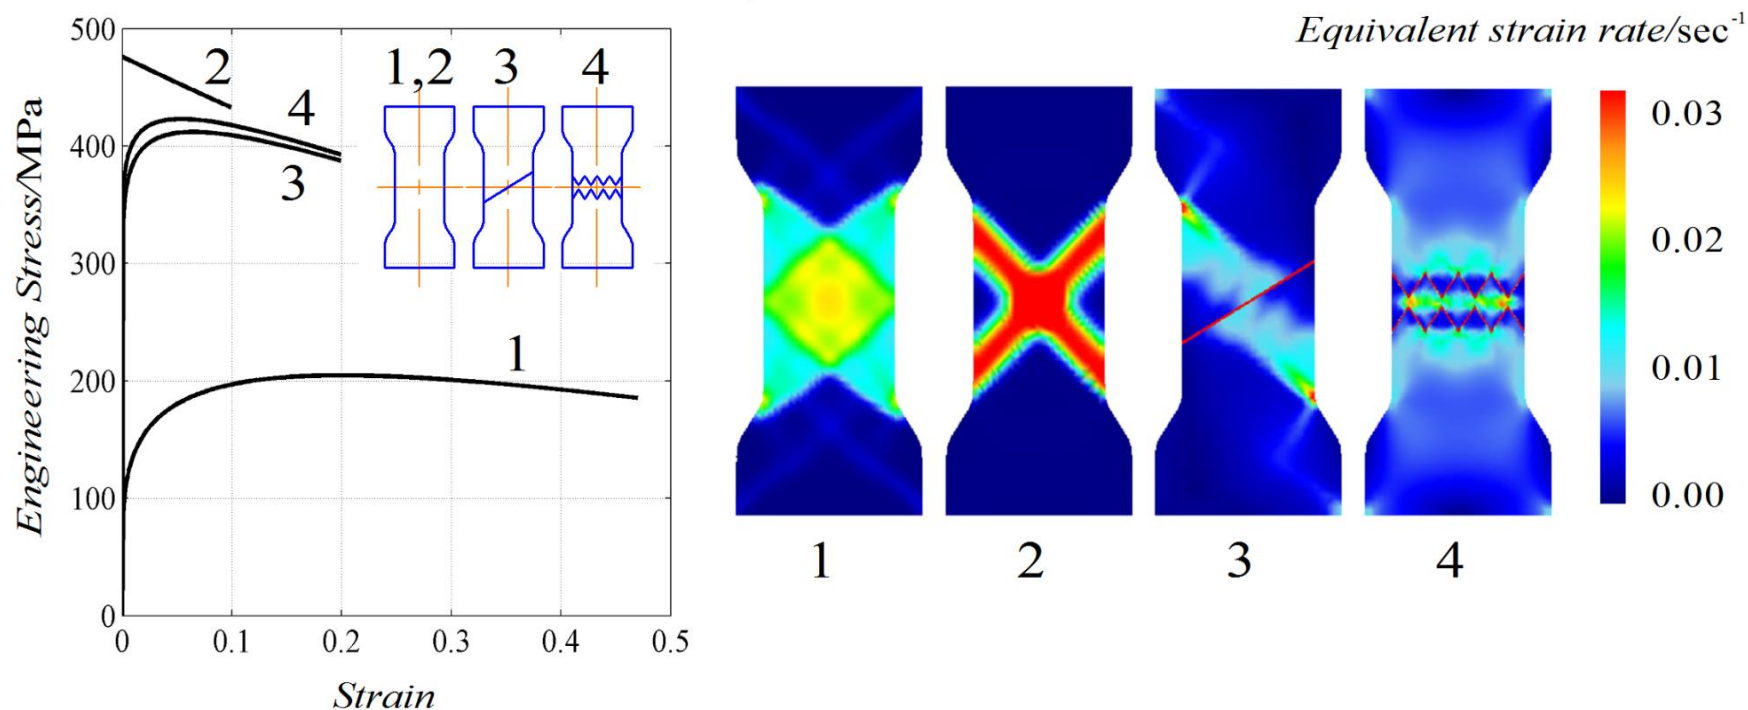 Equivalent strain rate/sec⁻¹
500
400
300
200
100
0
Engineering Stress/MPa
2
4
3
1
1,2 3 4
0 0.1 0.2 0.3 0.4 0.5
Strain
1 2 3 4
0.03
0.02
0.01
0.00